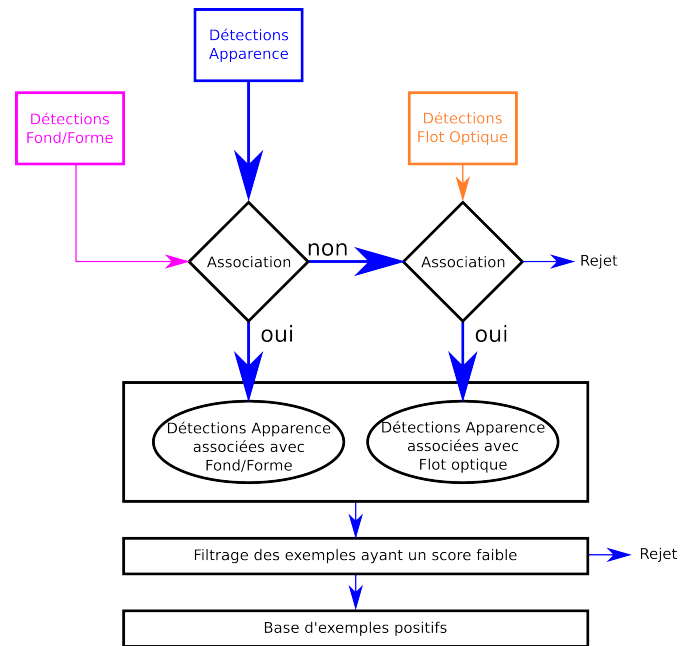 Détections
Apparence
Détections
Fond/Forme
Détections
Flot Optique
Association
non
Association
Rejet
oui
oui
Détections Apparence
associées avec
Fond/Forme
Détections Apparence
associées avec
Flot optique
Filtrage des exemples ayant un score faible
Rejet
Base d'exemples positifs